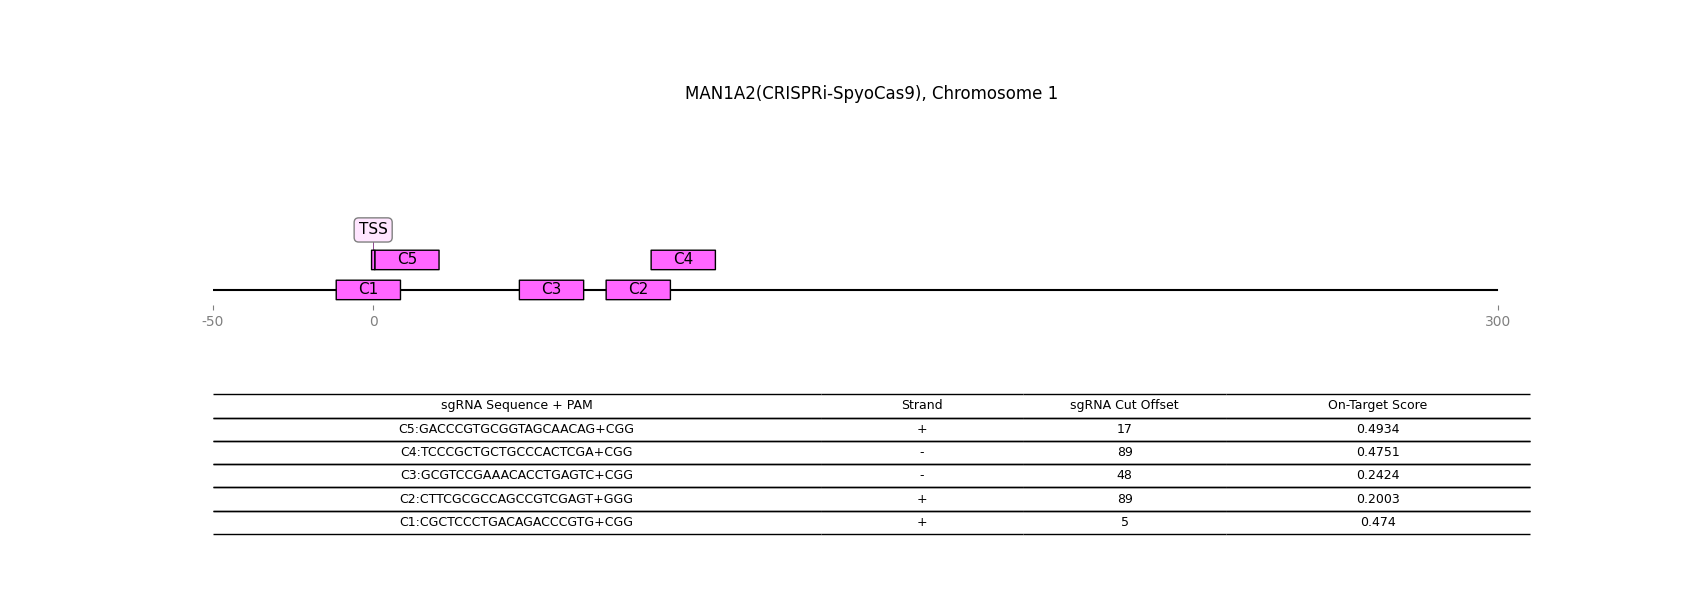 MAN1A2(CRISPRi-SpyoCas9), Chromosome 1
TSS
C5 C4
C1 C3 C2
-50 0 300
sgRNA Sequence + PAM Strand sgRNA Cut Offset On-Target Score
C5:GACCCGTGCGGTAGCAACAG+CGG + 17 0.4934
C4:TCCCGCTGCTGCCCACTCGA+CGG - 89 0.4751
C3:GCGTCCGAAACACCTGAGTC+CGG - 48 0.2424
C2:CTTCGCGCCAGCCGTCGAGT+GGG + 89 0.2003
C1:CGCTCCCTGACAGACCCGTG+CGG + 5 0.474